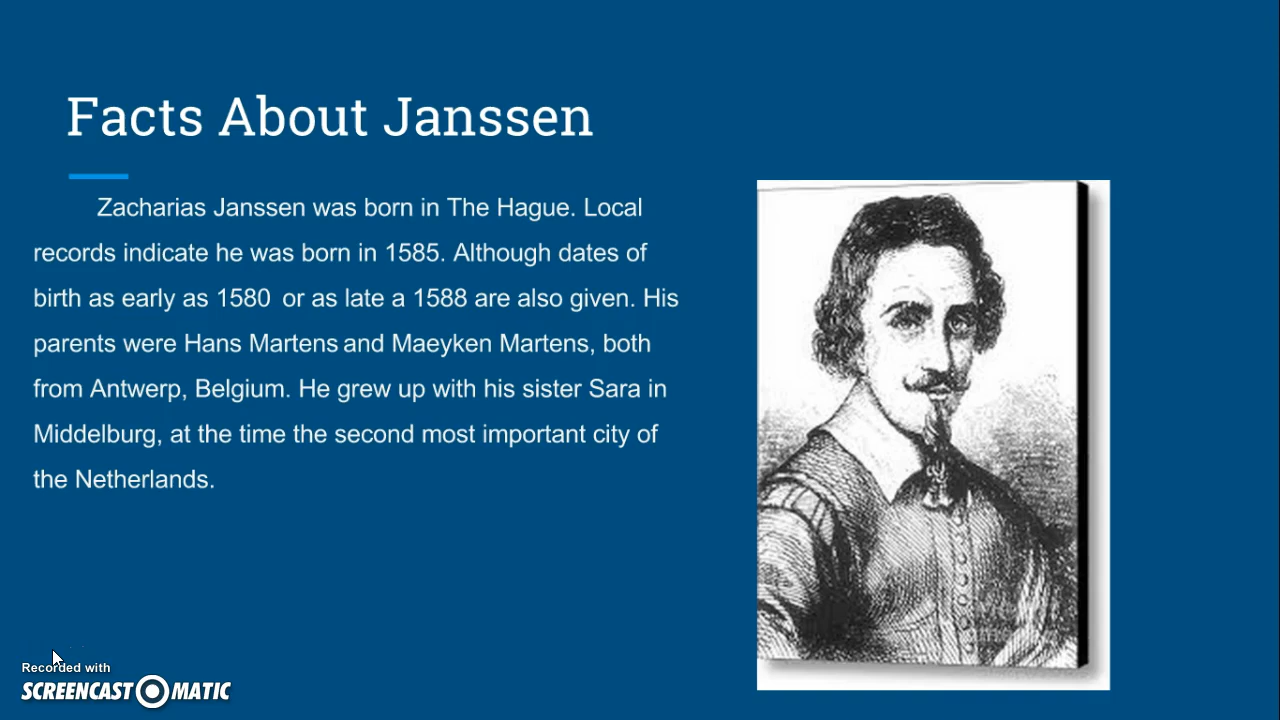 Facts About Janssen
Zacharias Janssen was born in The Hague. Local
records indicate he was born in 1585. Although dates of
birth as early as 1580 or as late a 1588 are also given. His
parents were Hans Martens and Maeyken Martens, both
from Antwerp, Belgium. He grew up with his sister Sara in
Middelburg, at the time the second most important city of
the Netherlands.
Recorded with
SCREENCAST-O-MATIC